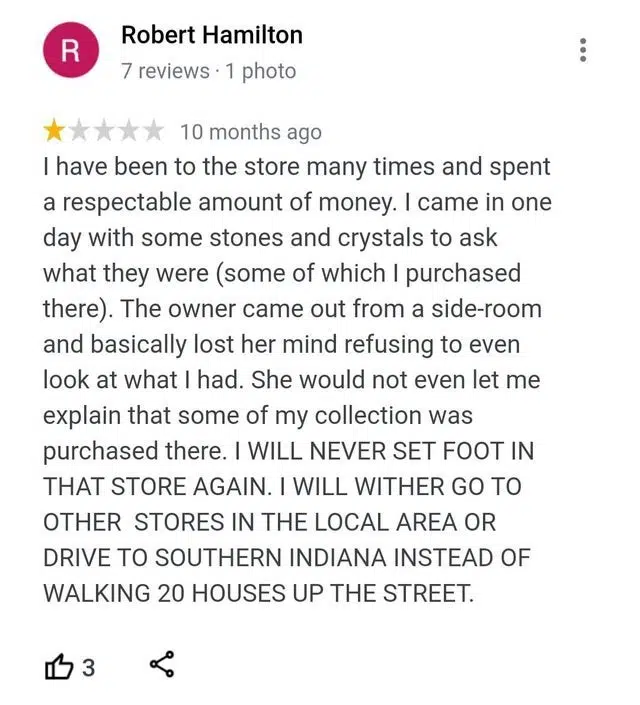 R
Robert Hamilton
7 reviews · 1 photo
10 months ago
I have been to the store many times and spent
a respectable amount of money. I came in one
day with some stones and crystals to ask
what they were (some of which I purchased
there). The owner came out from a side-room
and basically lost her mind refusing to even
look at what I had. She would not even let me
explain that some of my collection was
purchased there. I WILL NEVER SET FOOT IN
THAT STORE AGAIN. I WILL WITHER GO TO
OTHER  STORES IN THE LOCAL AREA OR
DRIVE TO SOUTHERN INDIANA INSTEAD OF
WALKING 20 HOUSES UP THE STREET.
3